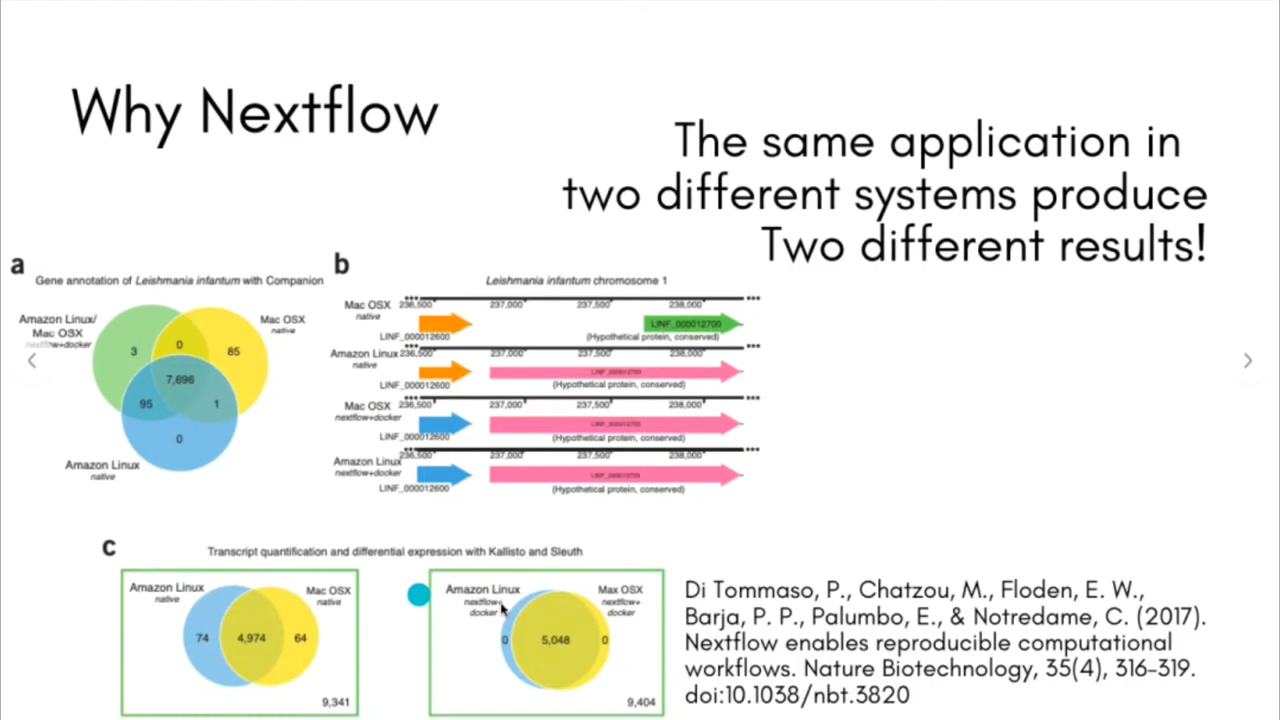 Why Nextflow
The same application in
two different systems produce
Two different results!
a
Gene annotation of Leishmania infantum with Companion
Amazon Linux/
Mac OSX
nextflow+docker
Mac OSX
native
3
0
85
7,696
95
1
0
Amazon Linux
native
b
Leishmania infantum chromosome 1
Mac OSX
native
236,500
237,000
237,500
238,000
LINF_000012600
LINF_000012700
(Hypothetical protein, conserved)
Amazon Linux
native
236,500
237,000
237,500
238,000
LINF_000012600
LINF_000012700
(Hypothetical protein, conserved)
Mac OSX
nextflow+docker
236,500
237,000
237,500
238,000
LINF_000012600
LINF_000012700
(Hypothetical protein, conserved)
Amazon Linux
nextflow+docker
236,500
237,000
237,500
238,000
LINF_000012600
LINF_000012700
(Hypothetical protein, conserved)
c
Transcript quantification and differential expression with Kallisto and Sleuth
Amazon Linux
native
Mac OSX
native
74
4,974
64
9,341
Amazon Linux
nextflow+
docker
Max OSX
nextflow+
docker
0
5,048
0
9,404
Di Tommaso, P., Chatzou, M., Floden, E. W.,
Barja, P. P., Palumbo, E., & Notredame, C. (2017).
Nextflow enables reproducible computational
workflows. Nature Biotechnology, 35(4), 316–319.
doi:10.1038/nbt.3820